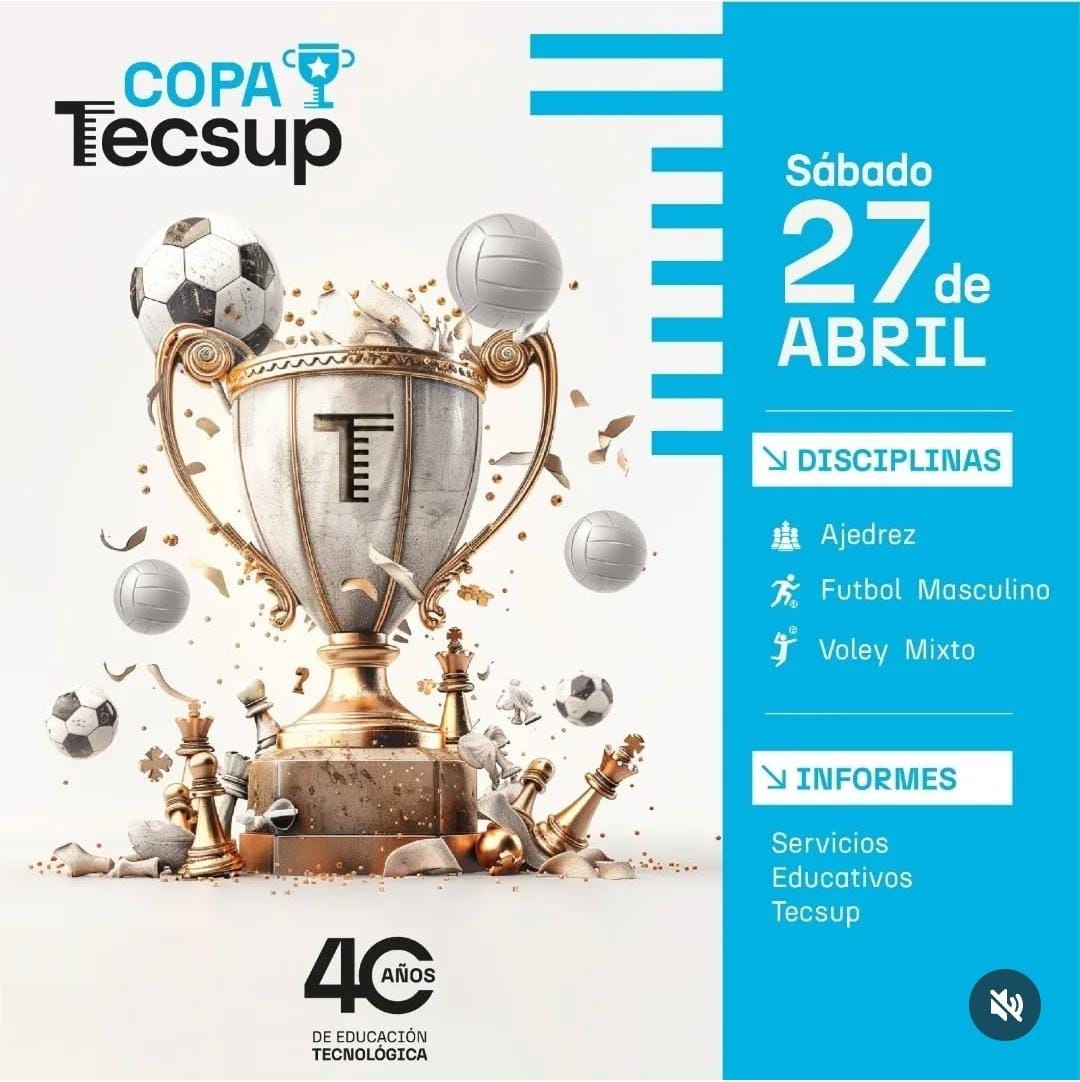 COPA
Tecsup
Sábado
27 de
ABRIL
DISCIPLINAS
Ajedrez
Futbol Masculino
Voley Mixto
INFORMES
Servicios
Educativos
Tecsup
T
40 AÑOS
DE EDUCACIÓN
TECNOLÓGICA